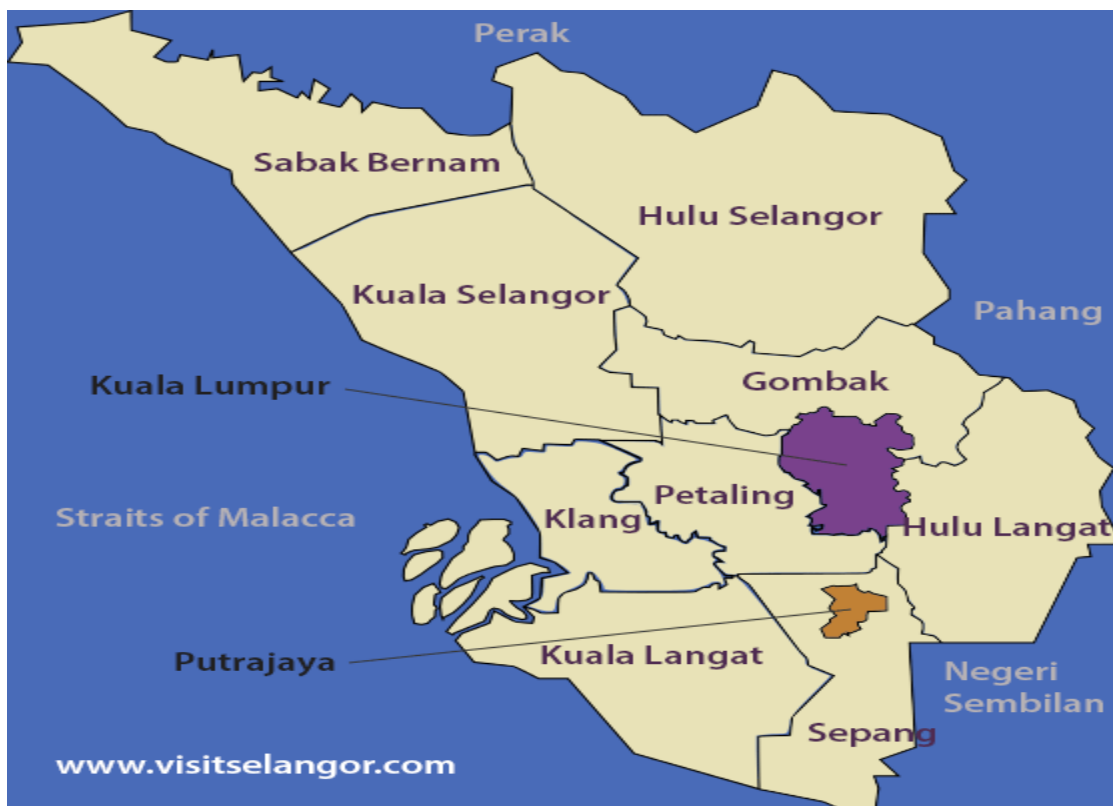 Perak
Sabak Bernam
Hulu Selangor
Kuala Selangor
Pahang
Kuala Lumpur
Gombak
Straits of Malacca
Klang
Petaling
Hulu Langat
Putrajaya
Kuala Langat
Negeri
Sembilan
Sepang
www.visitselangor.com